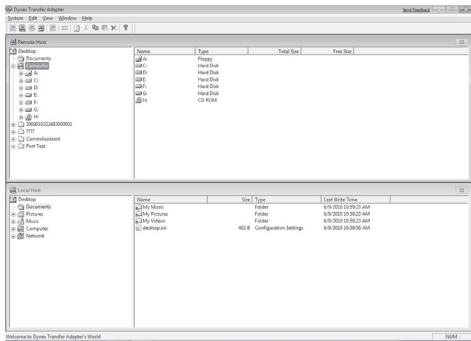 Dynex Transfer Adapter
Send Feedback
System Edit View Window Help
Remote Host
Desktop
Documents
Computer
A:
C:
D:
E:
F:
G:
H:
2009010322483000001
????
CommAssistant
Port Test
Name Type Total Size Free Size
A: Floppy
C: Hard Disk
D: Hard Disk
E: Hard Disk
F: Hard Disk
G: Hard Disk
H: CD ROM
Local Host
Desktop
Documents
Pictures
Music
Computer
Network
Name Size Type Last Write Time
My Music Folder 6/9/2010 10:59:23 AM
My Pictures Folder 6/9/2010 10:59:23 AM
My Videos Folder 6/9/2010 10:59:23 AM
desktop.ini 402 B Configuration Settings 6/9/2010 10:59:56 AM
Welcome to Dynex Transfer Adapter's World
NUM